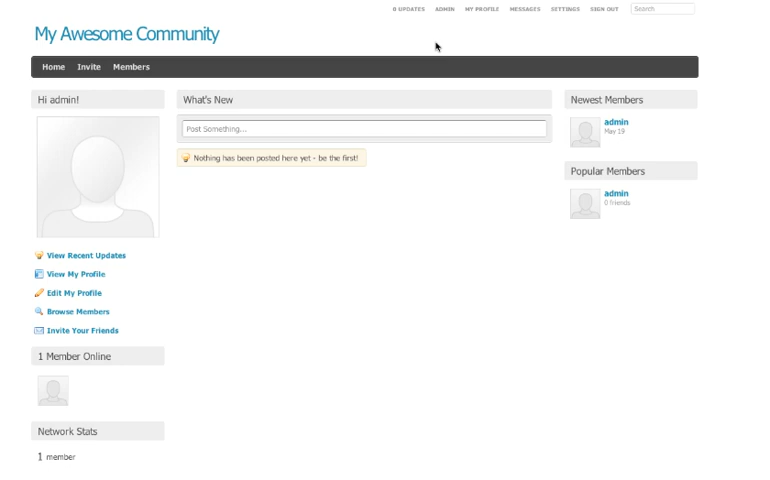 0 UPDATES ADMIN MY PROFILE MESSAGES SETTINGS SIGN OUT Search
My Awesome Community
Home Invite Members
Hi admin!
View Recent Updates
View My Profile
Edit My Profile
Browse Members
Invite Your Friends
1 Member Online
Network Stats
1 member
What's New
Post Something...
Nothing has been posted here yet - be the first!
Newest Members
admin
May 19
Popular Members
admin
0 friends